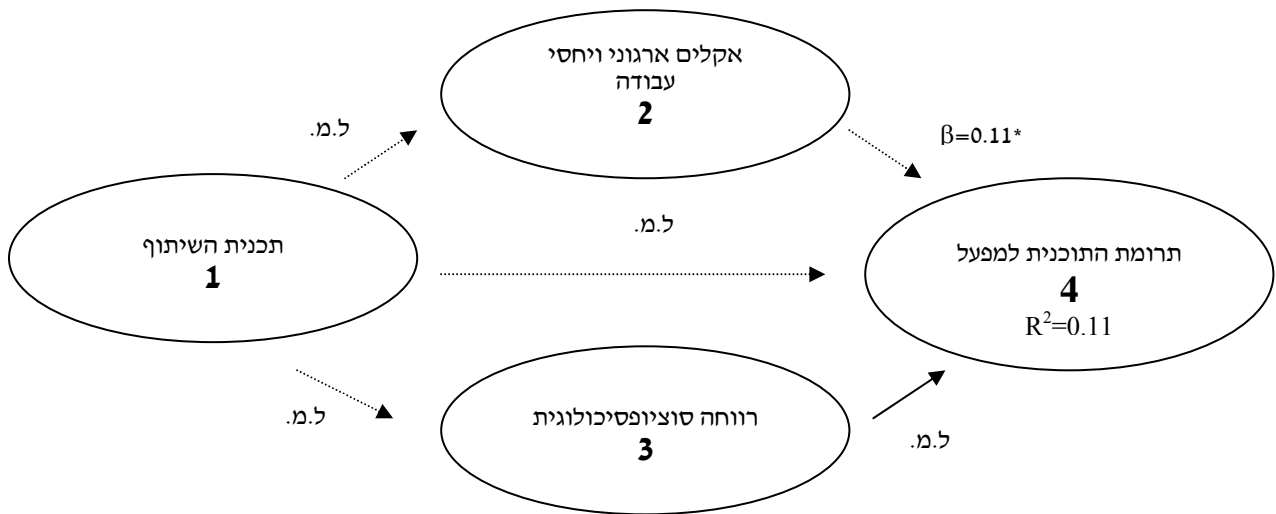 אקלים ארגוני ויחסי
עבודה
2
ל.מ.
β=0.11*
ל.מ.
תכנית השיתוף
1
תרומת התוכנית למפעל
4
R²=0.11
ל.מ.
רווחה סוציופסיכולוגית
3
ל.מ.